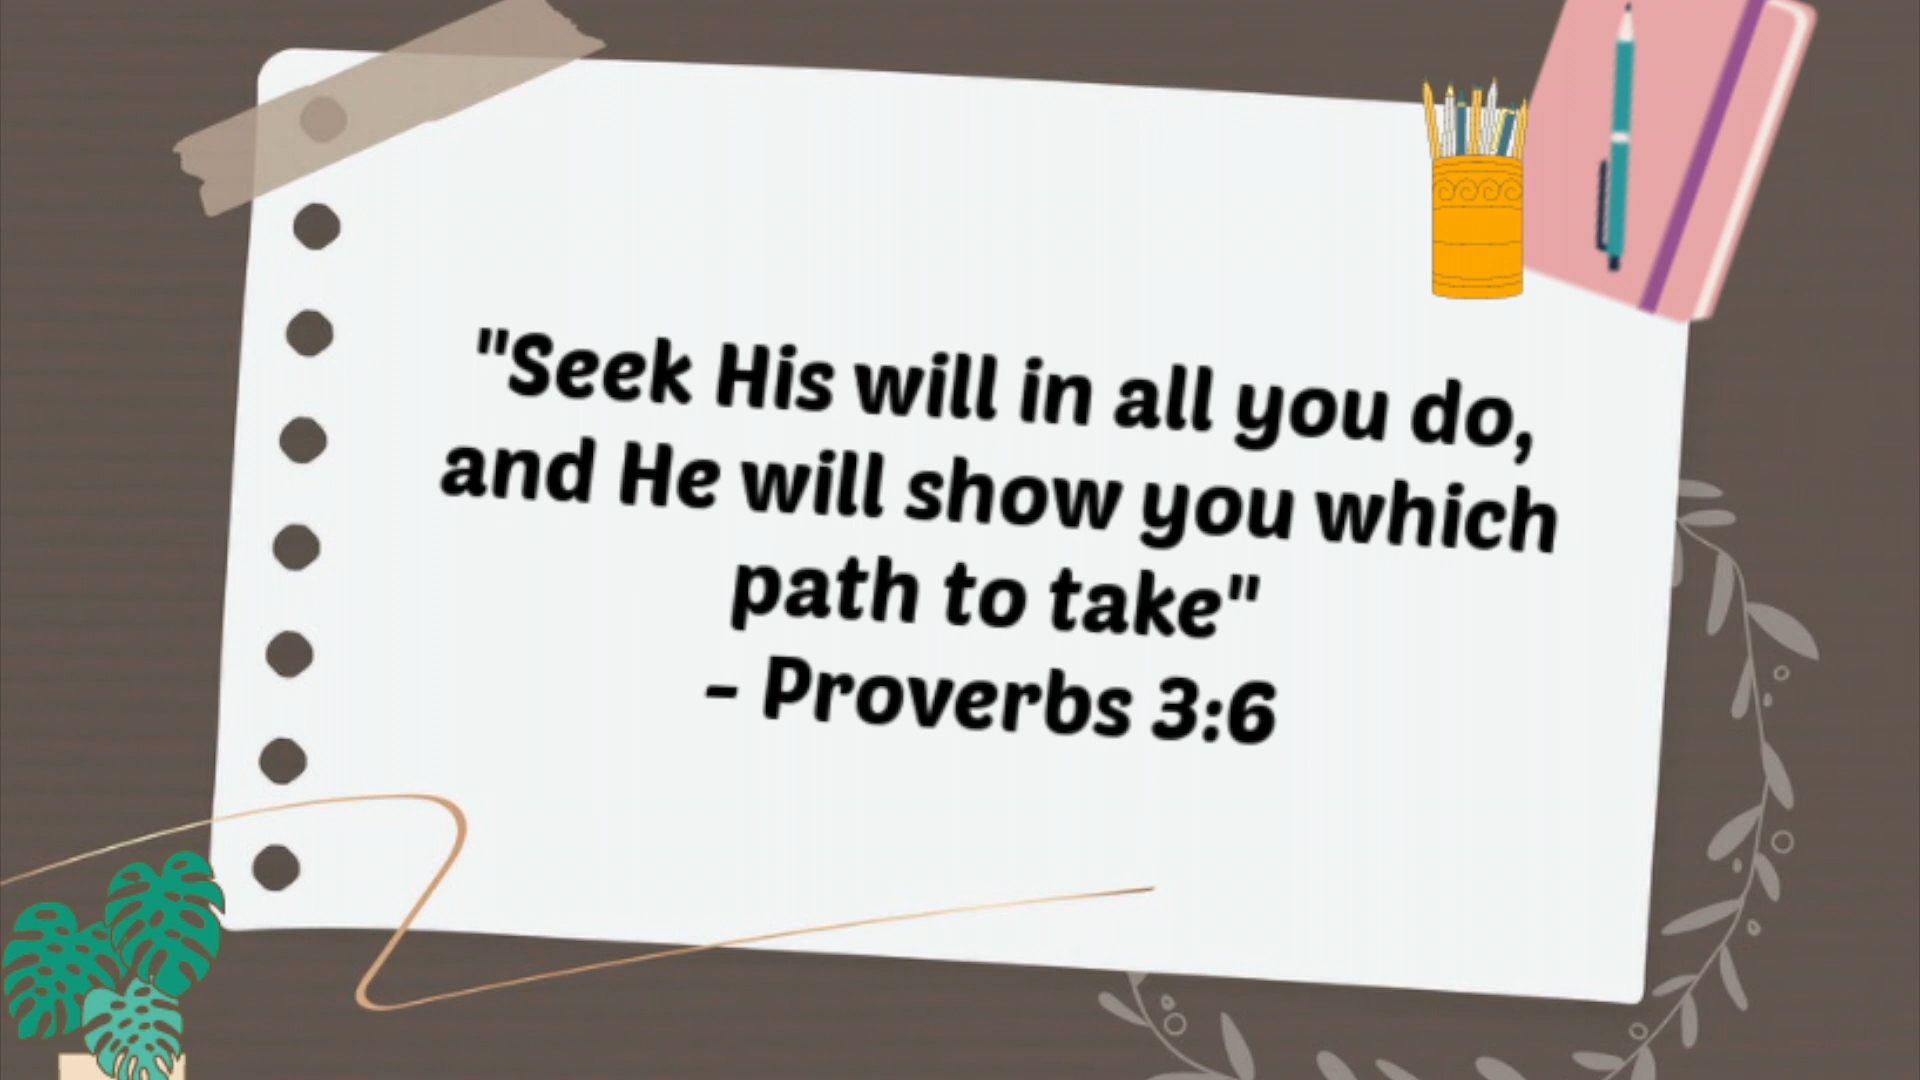 "Seek His will in all you do,
and He will show you which
path to take"
- Proverbs 3:6